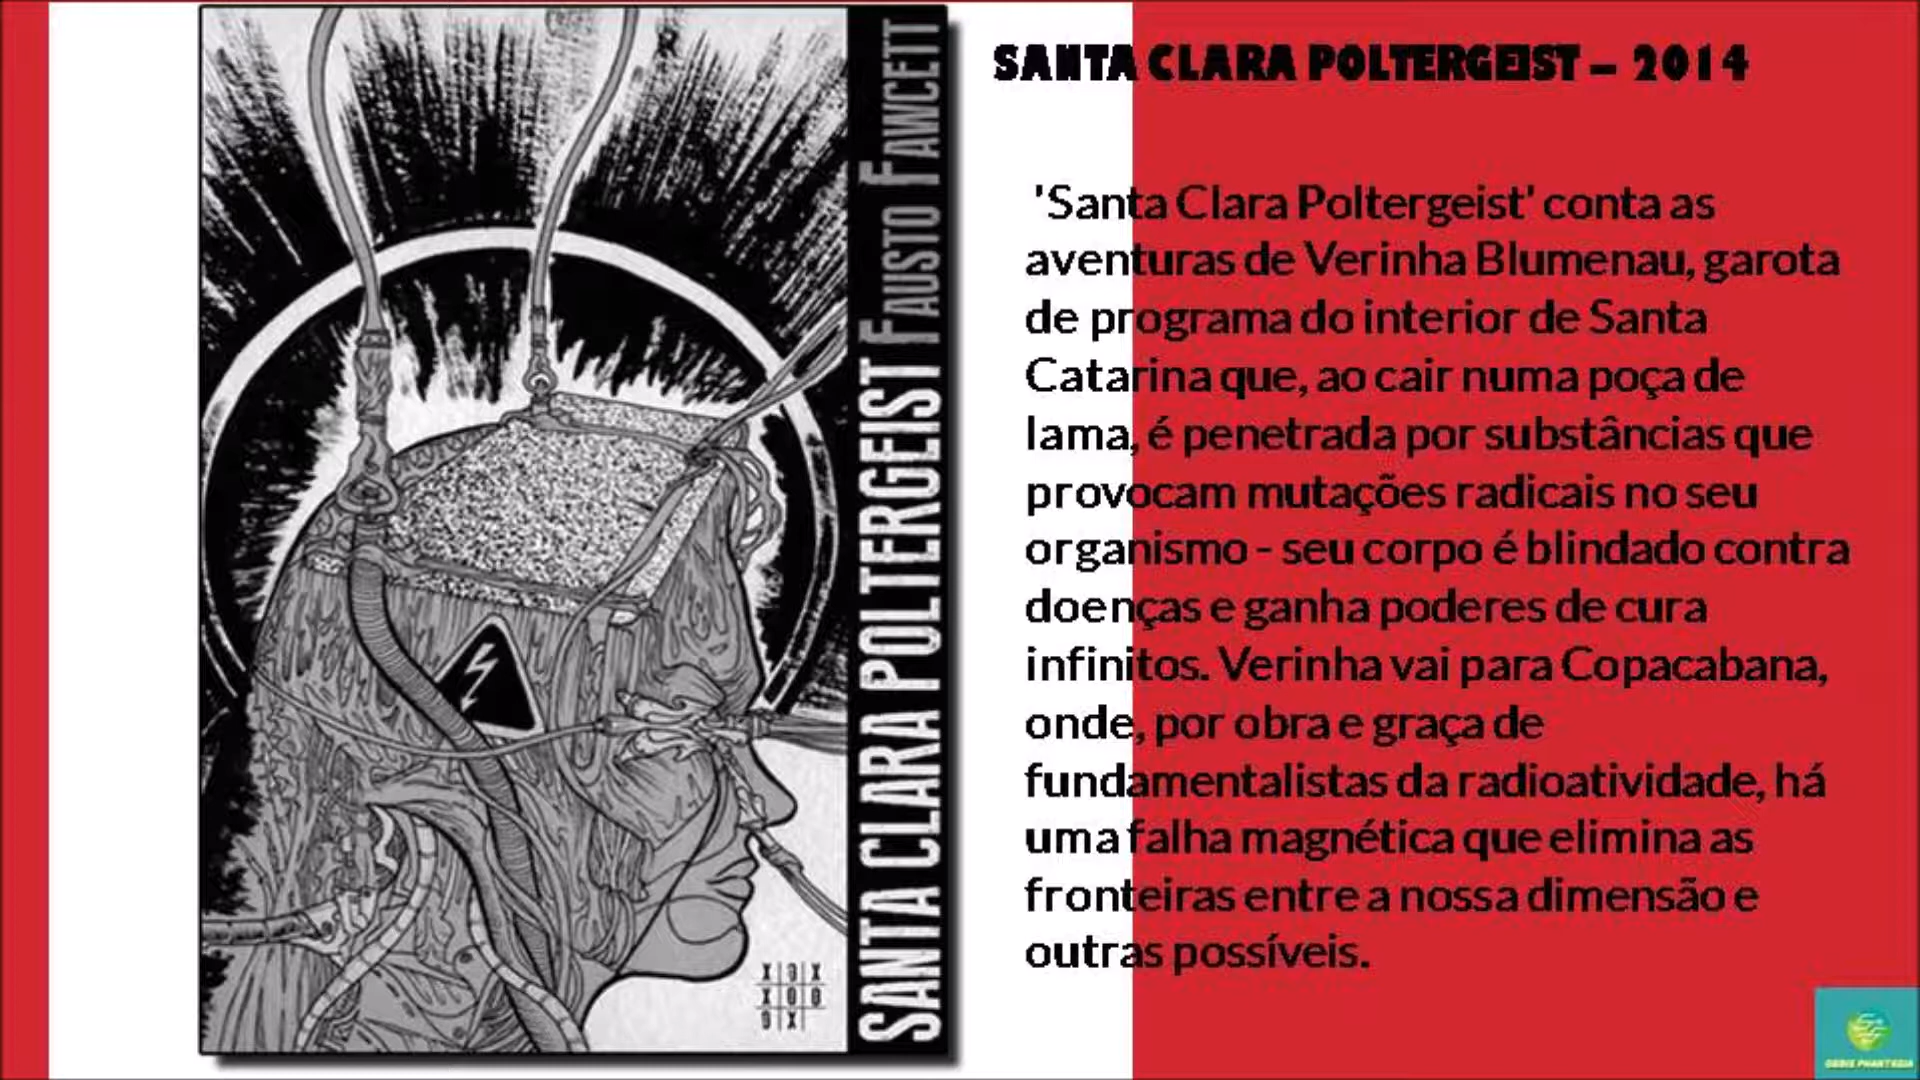 SANTA CLARA POLTERGEIST FAUSTO FAWCETT
SANTA CLARA POLTERGEIST – 2014
'Santa Clara Poltergeist' conta as
aventuras de Verinha Blumenau, garota
de programa do interior de Santa
Catarina que, ao cair numa poça de
lama, é penetrada por substâncias que
provocam mutações radicais no seu
organismo - seu corpo é blindado contra
doenças e ganha poderes de cura
infinitos. Verinha vai para Copacabana,
onde, por obra e graça de
fundamentalistas da radioatividade, há
uma falha magnética que elimina as
fronteiras entre a nossa dimensão e
outras possíveis.
ORBIS PHANTASIA